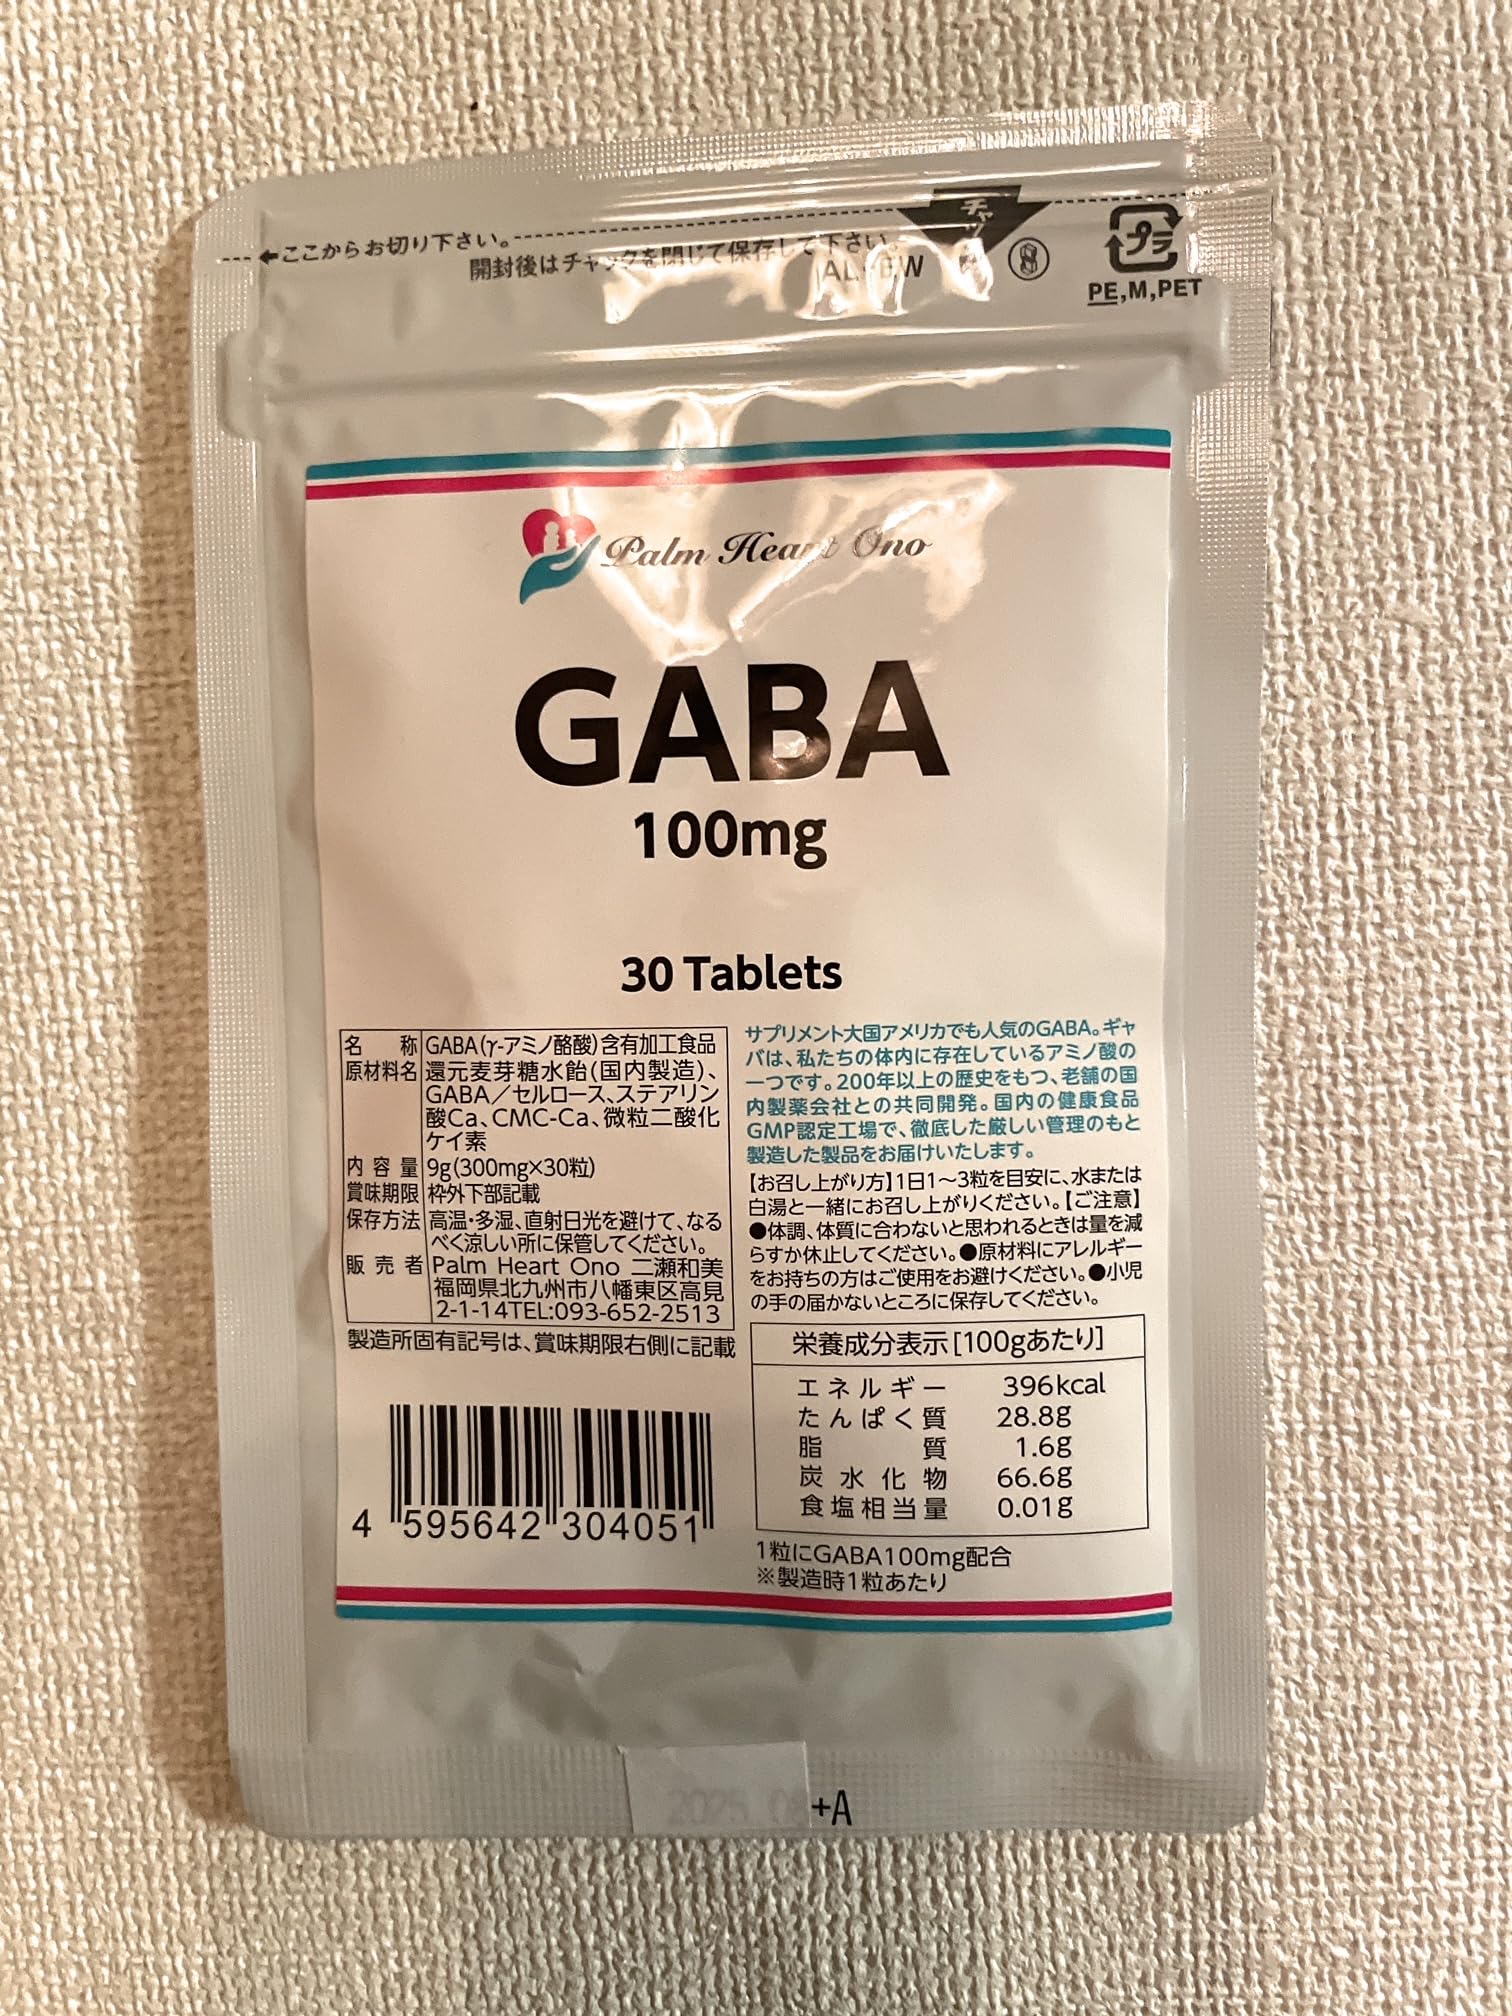 ←ここからお切り下さい。
開封後はチャックを閉じて保存して下さい。
チャック
プラ
PE,M,PET
Palm Heart Ono
GABA
100mg
30 Tablets
名称 GABA(γ-アミノ酪酸)含有加工食品
原材料名 還元麦芽糖水飴(国内製造)、
GABA/セルロース、ステアリン
酸Ca、CMC-Ca、微粒二酸化
ケイ素
内容量 9g(300mg×30粒)
賞味期限 枠外下部記載
保存方法 高温・多湿、直射日光を避けて、なる
べく涼しい所に保管してください。
販売者 Palm Heart Ono 二瀬和美
福岡県北九州市八幡東区高見
2-1-14TEL:093-652-2513
製造所固有記号は、賞味期限右側に記載
4 595642 304051
サプリメント大国アメリカでも人気のGABA。ギャ
バは、私たちの体内に存在しているアミノ酸の
一つです。200年以上の歴史をもつ、老舗の国
内製薬会社との共同開発。国内の健康食品
GMP認定工場で、徹底した厳しい管理のもと
製造した製品をお届けいたします。
【お召し上がり方】1日1～3粒を目安に、水または
白湯と一緒にお召し上がりください。【ご注意】
●体調、体質に合わないと思われるときは量を減
らすか休止してください。●原材料にアレルギー
をお持ちの方はご使用をお避けください。●小児
の手の届かないところに保存してください。
栄養成分表示[100gあたり]
エネルギー 396kcal
たんぱく質 28.8g
脂質 1.6g
炭水化物 66.6g
食塩相当量 0.01g
1粒にGABA100mg配合
※製造時1粒あたり
+A